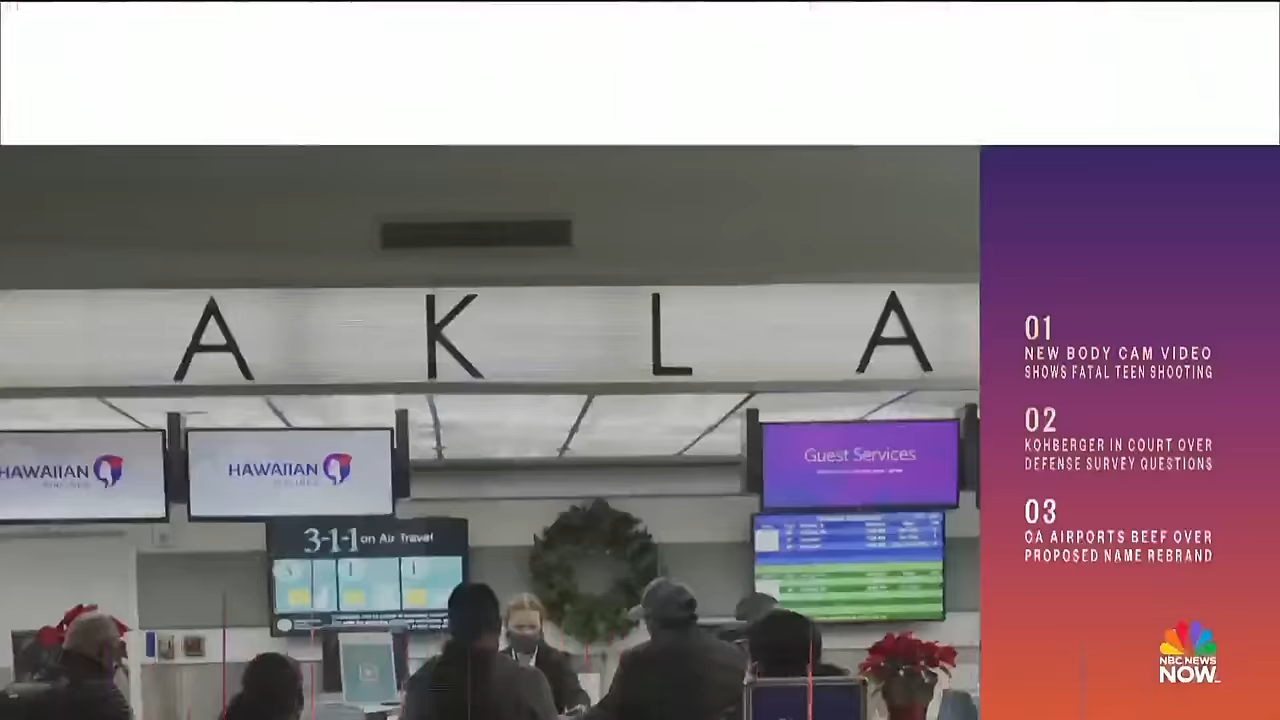 A K L A
HAWAIIAN
AIRLINES
HAWAIIAN
AIRLINES
Guest Services
3-1-1 on Air Travel
01
NEW BODY CAM VIDEO
SHOWS FATAL TEEN SHOOTING
02
KOHBERGER IN COURT OVER
DEFENSE SURVEY QUESTIONS
03
CA AIRPORTS BEEF OVER
PROPOSED NAME REBRAND
NBC NEWS
NOW